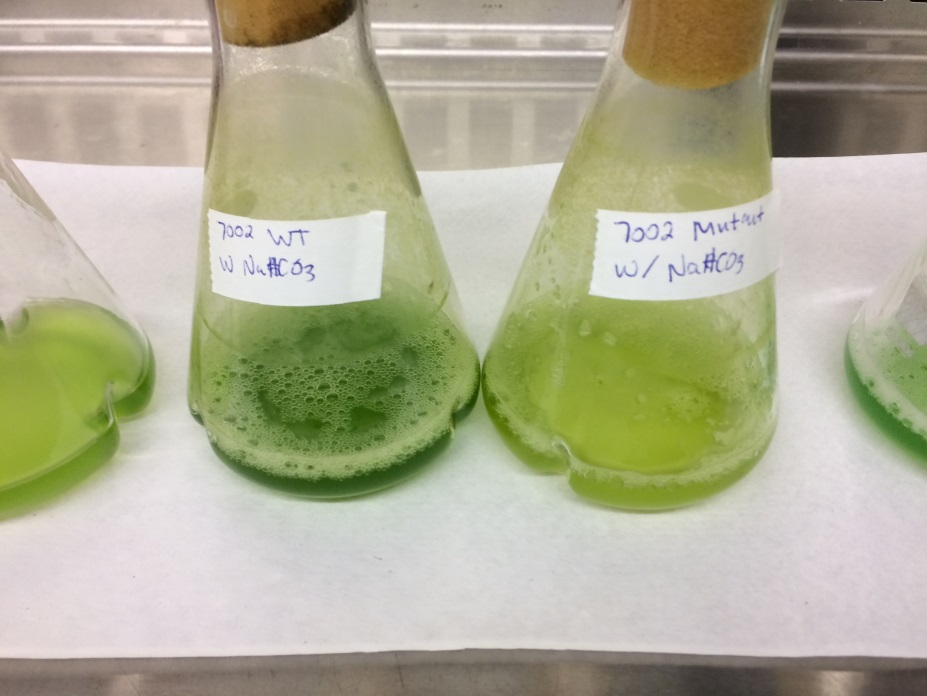 7002 WT
W NaHCO3
7002 Mutant
W/ NaHCO3